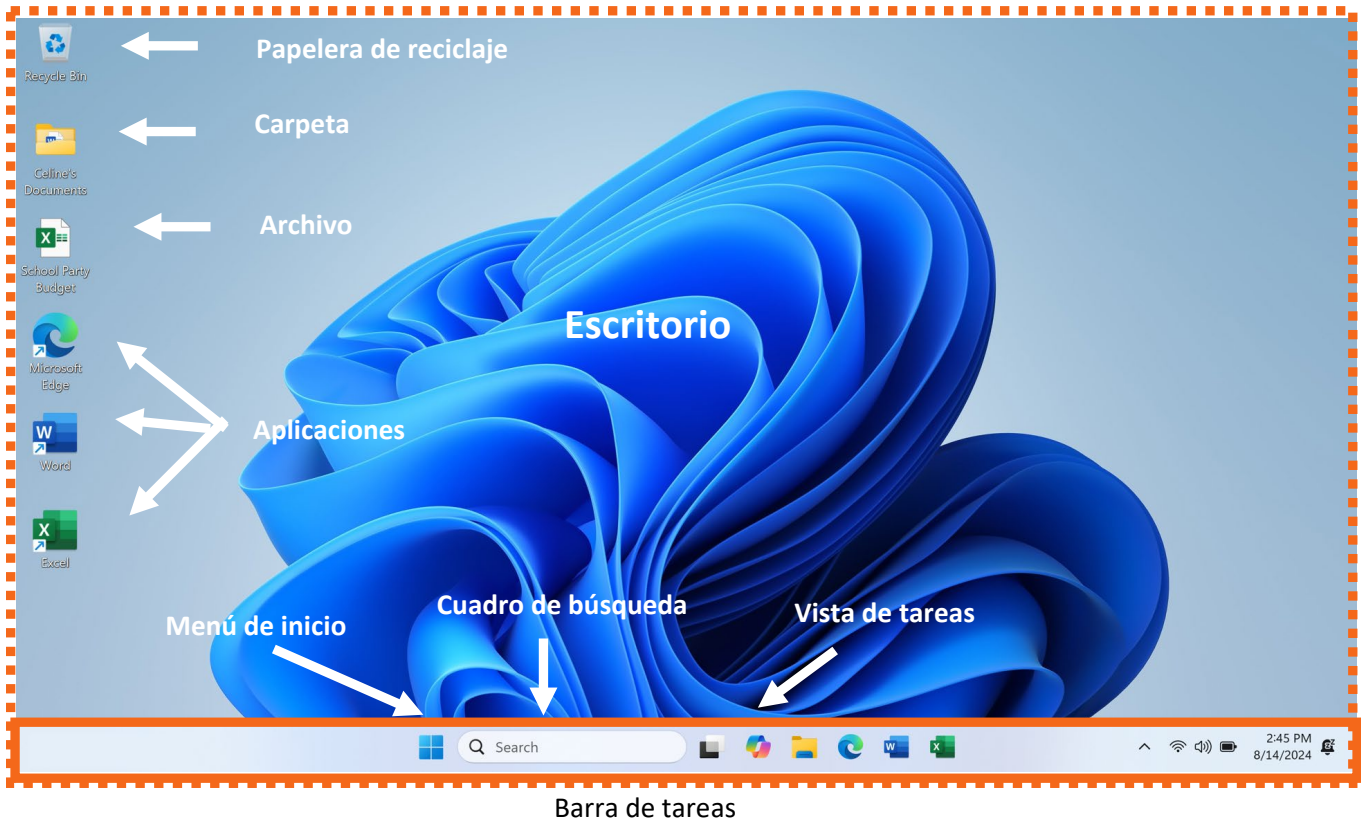 Recycle Bin
Papelera de reciclaje
Celine's
Documents
Carpeta
School Party
Budget
Archivo
Escritorio
Microsoft
Edge
Word
Excel
Aplicaciones
Menú de inicio
Cuadro de búsqueda
Vista de tareas
Search
2:45 PM
8/14/2024
Barra de tareas